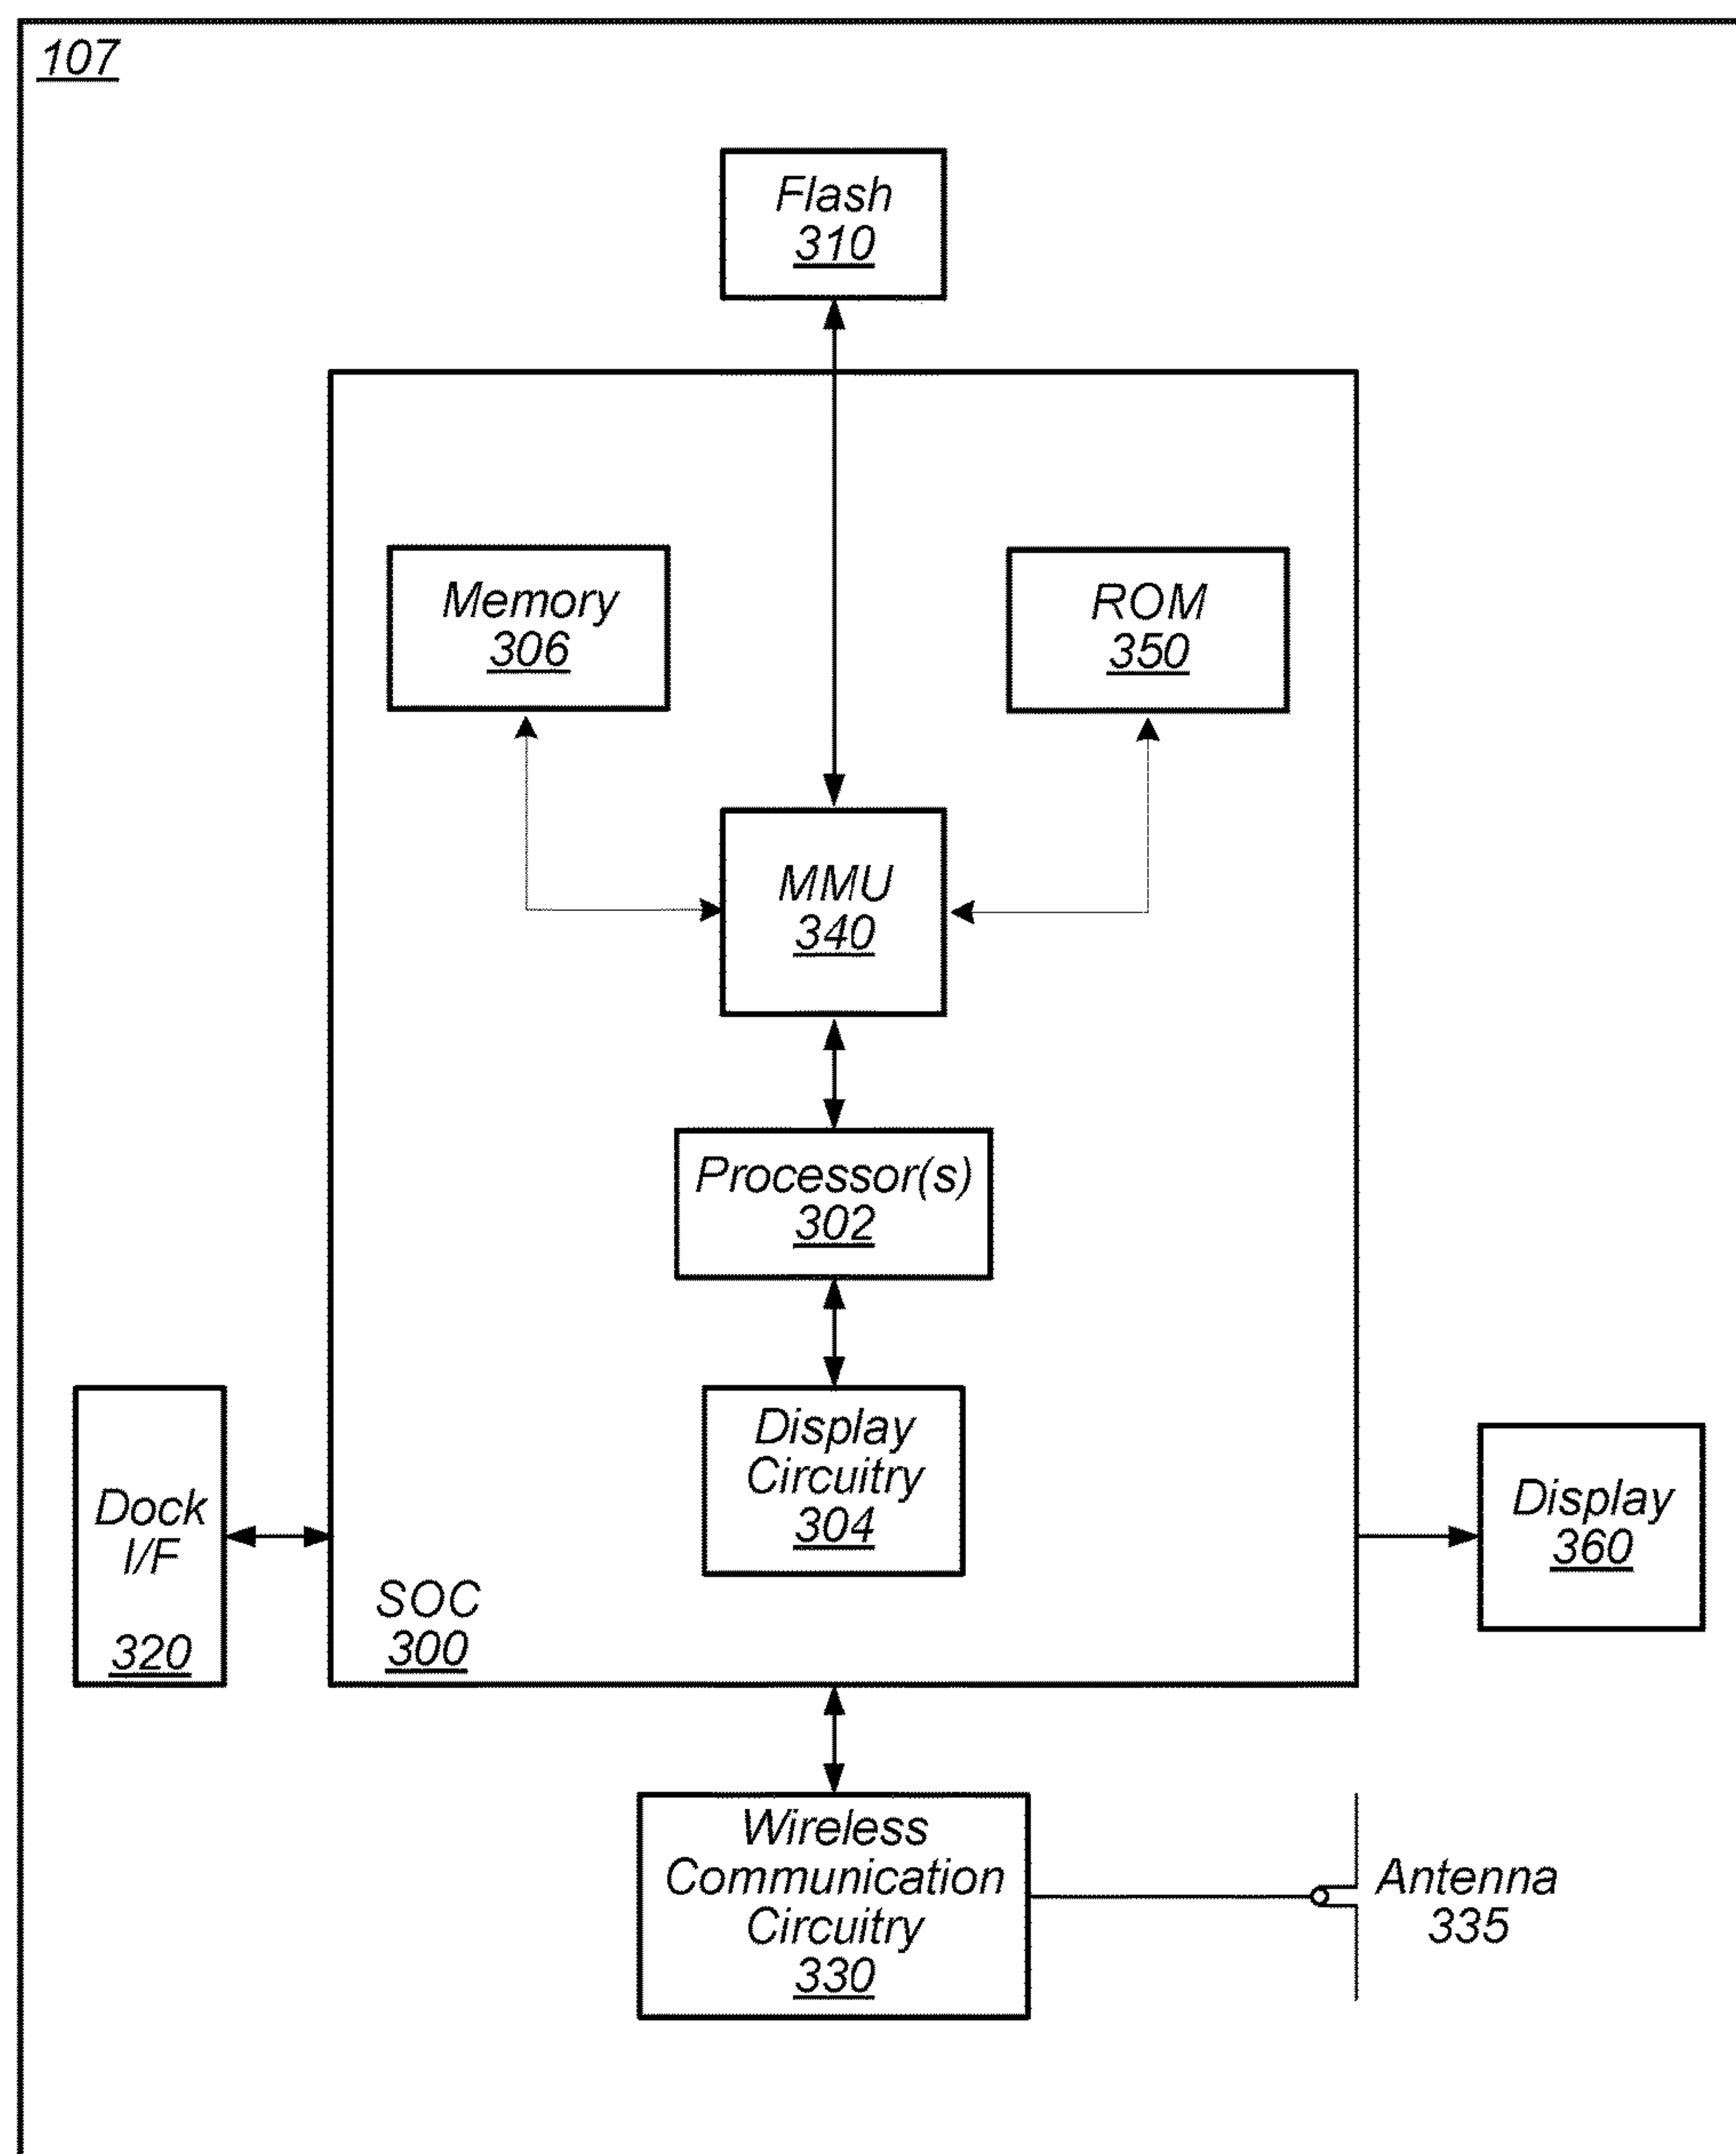 107
Flash
310
Memory
306
ROM
350
MMU
340
Processor(s)
302
Display
Circuitry
304
Dock
I/F
320
SOC
300
Display
360
Wireless
Communication
Circuitry
330
Antenna
335